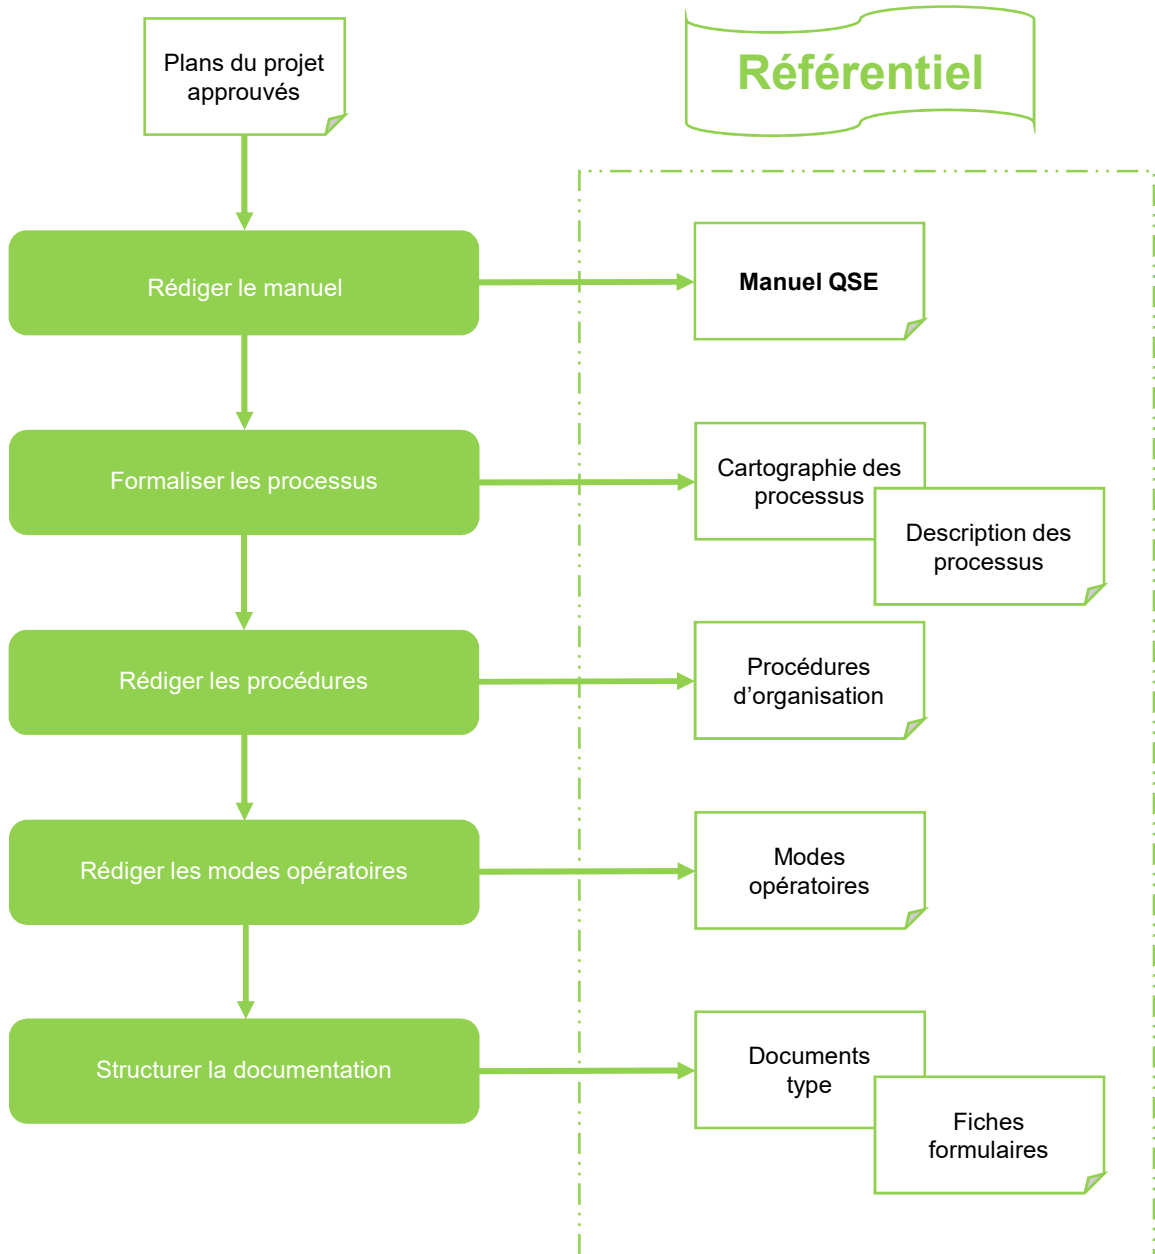 Plans du projet
approuvés
Référentiel
Rédiger le manuel
Manuel QSE
Formaliser les processus
Cartographie des
processus
Description des
processus
Rédiger les procédures
Procédures
d’organisation
Rédiger les modes opératoires
Modes
opératoires
Structurer la documentation
Documents
type
Fiches
formulaires